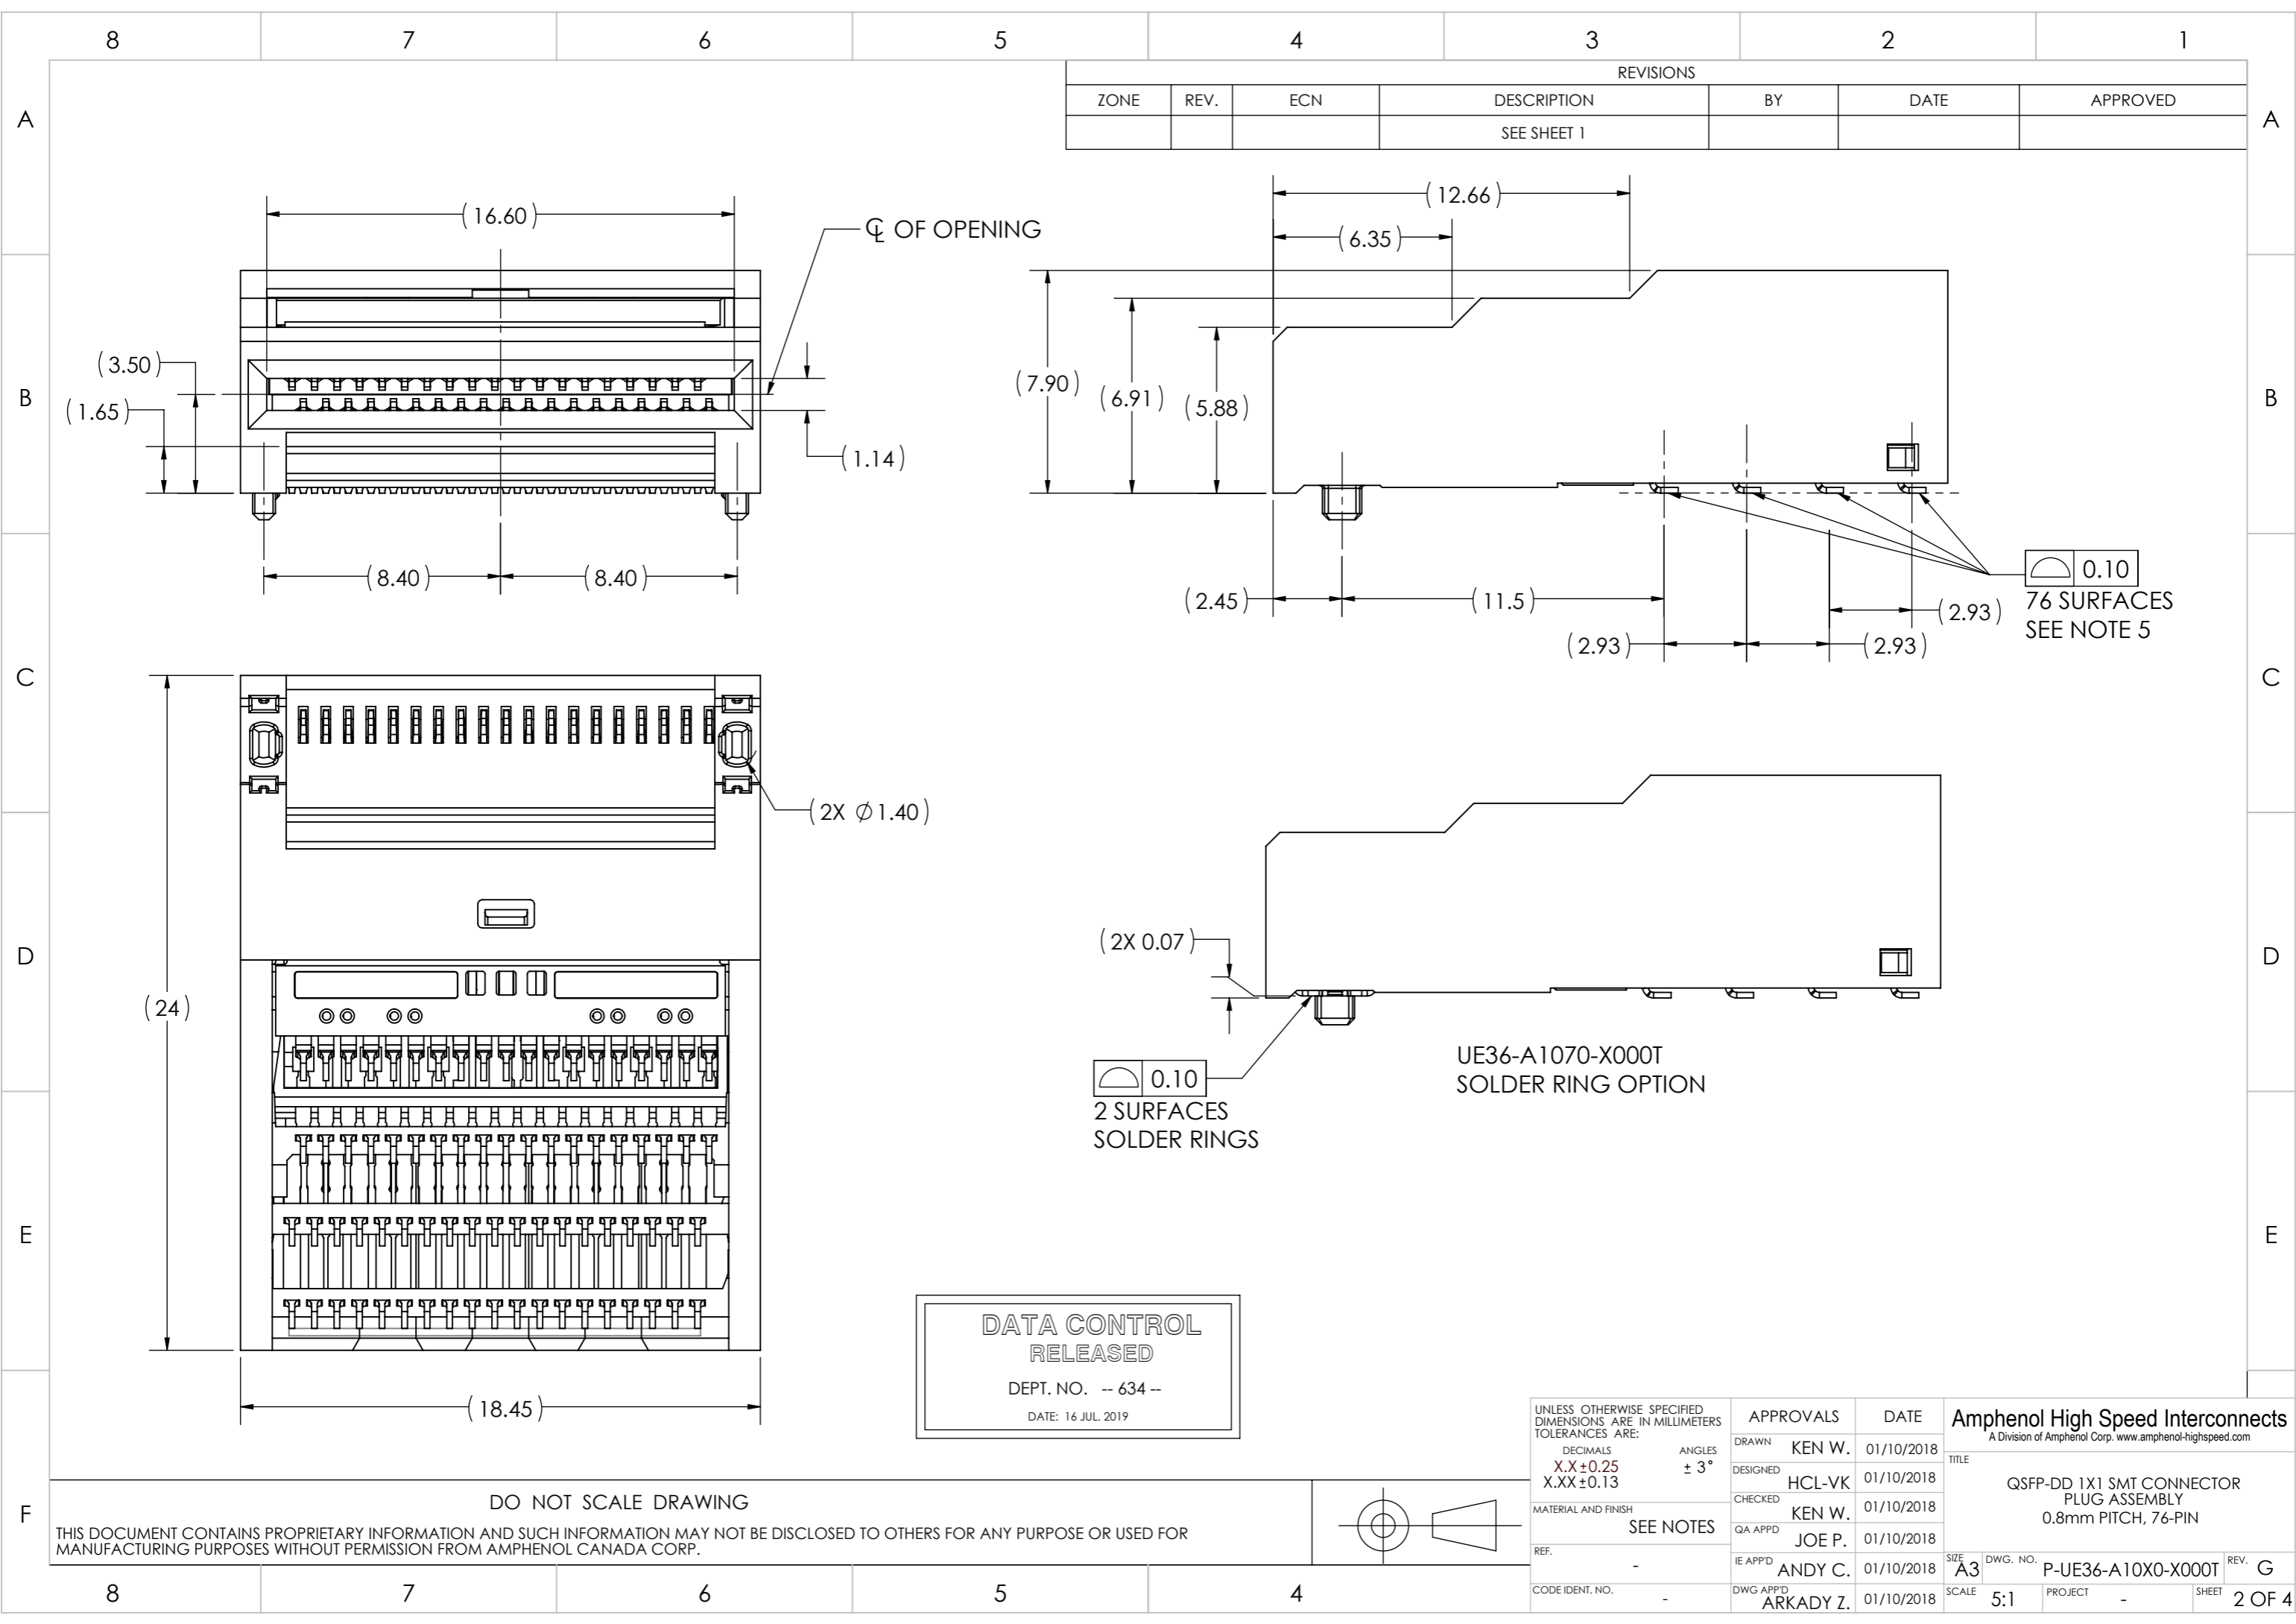 8 7 6 5 4 3 2 1
REVISIONS
ZONE REV. ECN DESCRIPTION BY DATE APPROVED
SEE SHEET 1
A A
(16.60)
℄ OF OPENING
(12.66)
(6.35)
(3.50)
(1.65)
(1.14)
(7.90)
(6.91)
(5.88)
B B
(8.40) (8.40)
(2.45) (11.5)
(2.93)
(2.93) (2.93)
⌓ 0.10
76 SURFACES
SEE NOTE 5
C C
(2X ∅1.40)
(24)
(2X 0.07)
D D
⌓ 0.10
2 SURFACES
SOLDER RINGS
UE36-A1070-X000T
SOLDER RING OPTION
E E
(18.45)
DATA CONTROL
RELEASED
DEPT. NO. -- 634 --
DATE: 16 JUL. 2019
F
DO NOT SCALE DRAWING
THIS DOCUMENT CONTAINS PROPRIETARY INFORMATION AND SUCH INFORMATION MAY NOT BE DISCLOSED TO OTHERS FOR ANY PURPOSE OR USED FOR
MANUFACTURING PURPOSES WITHOUT PERMISSION FROM AMPHENOL CANADA CORP.
UNLESS OTHERWISE SPECIFIED
DIMENSIONS ARE IN MILLIMETERS
TOLERANCES ARE:
DECIMALS ANGLES
X.X±0.25 ± 3°
X.XX±0.13
MATERIAL AND FINISH
SEE NOTES
REF.
-
CODE IDENT. NO.
-
APPROVALS DATE
DRAWN KEN W. 01/10/2018
DESIGNED HCL-VK 01/10/2018
CHECKED KEN W. 01/10/2018
QA APPD JOE P. 01/10/2018
IE APP'D ANDY C. 01/10/2018
DWG APP'D ARKADY Z. 01/10/2018
Amphenol High Speed Interconnects
A Division of Amphenol Corp. www.amphenol-highspeed.com
TITLE
QSFP-DD 1X1 SMT CONNECTOR
PLUG ASSEMBLY
0.8mm PITCH, 76-PIN
SIZE A3 DWG. NO. P-UE36-A10X0-X000T REV. G
SCALE 5:1 PROJECT - SHEET 2 OF 4
8 7 6 5 4